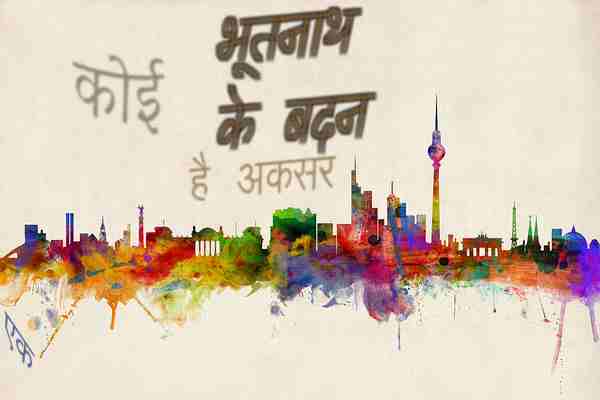 भूतनाथ
के बदन
कोई
है अकसर
एक